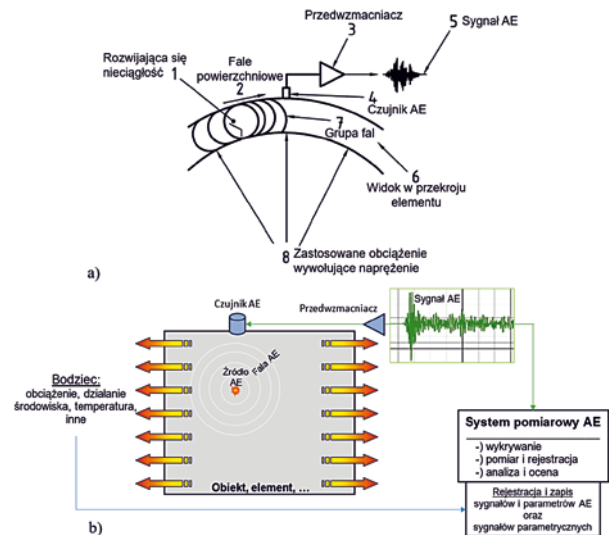 Przedwzmacniacz
3
5 Sygnał AE
Rozwijająca się
nieciągłość 1
Fale
powierzchniowe
2
4
Czujnik AE
7
Grupa fal
6
Widok w przekroju
elementu
8 Zastosowane obciążenie
wywołujące naprężenie
a)
Czujnik AE
Przedwzmacniacz
Sygnał AE
Bodziec:
obciążenie, działanie
środowiska, temperatura,
inne
Źródło
AE
Fala AE
Obiekt, element, ...
System pomiarowy AE
-) wykrywanie
-) pomiar i rejestracja
-) analiza i ocena
Rejestracja i zapis
sygnałów i parametrów AE
oraz
sygnałów parametrycznych
b)